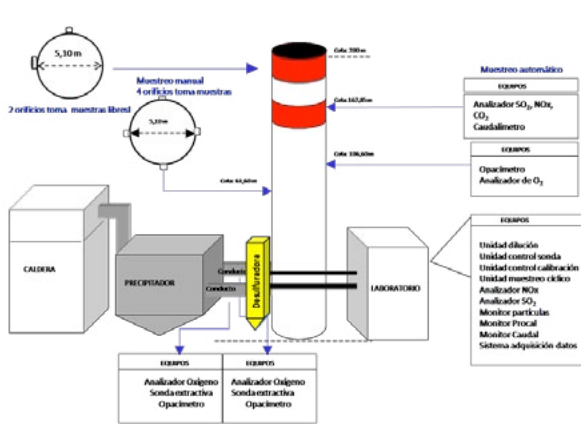 5,10 m
2 orificios toma muestras libres!
Muestreo manual
4 orificios toma muestras
5,10 m
Cota: 200 m
Cota: 167,85 m
Cota: 106,60 m
Cota: 61,60 m
Muestreo automático
EQUIPOS
Analizador SO2, NOx,
CO2
Caudalímetro
EQUIPOS
Opacímetro
Analizador de O2
CALDERA
PRECIPITADOR
Conducto
Conducto
Desulfuradora
LABORATORIO
EQUIPOS
Unidad dilución
Unidad control sonda
Unidad control calibración
Unidad muestreo cíclico
Analizador NOx
Analizador SO2
Monitor partículas
Monitor Procal
Monitor Caudal
Sistema adquisición datos
EQUIPOS
Analizador Oxígeno
Sonda extractiva
Opacímetro
EQUIPOS
Analizador Oxígeno
Sonda extractiva
Opacímetro